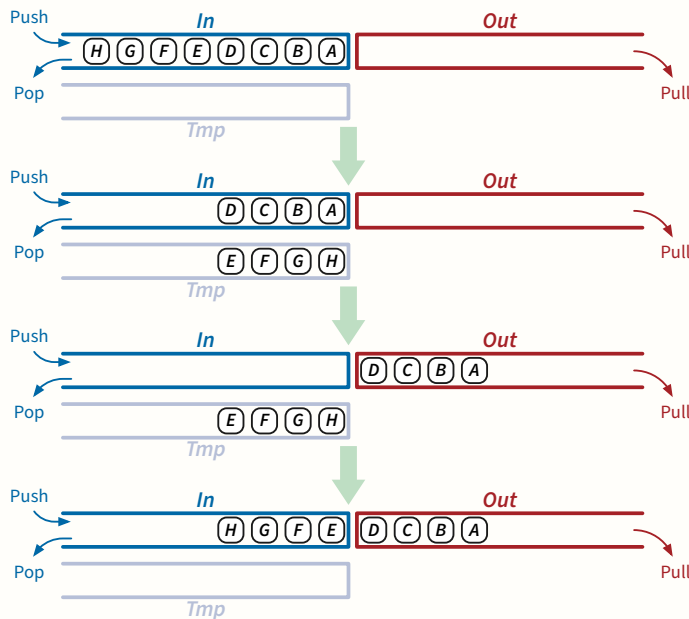 Push In Out
H G F E D C B A
Pop Pull
Tmp
Push In Out
D C B A
Pop Pull
E F G H
Tmp
Push In Out
D C B A
Pop Pull
E F G H
Tmp
Push In Out
H G F E D C B A
Pop Pull
Tmp